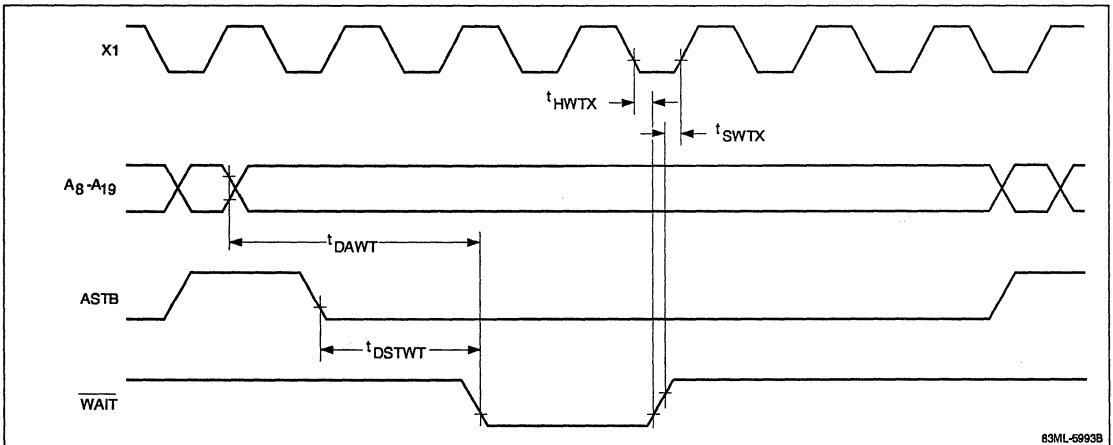 X1
tHWTX
tSWTX
A8-A19
tDAWT
ASTB
tDSTWT
WAIT
83ML-5993B